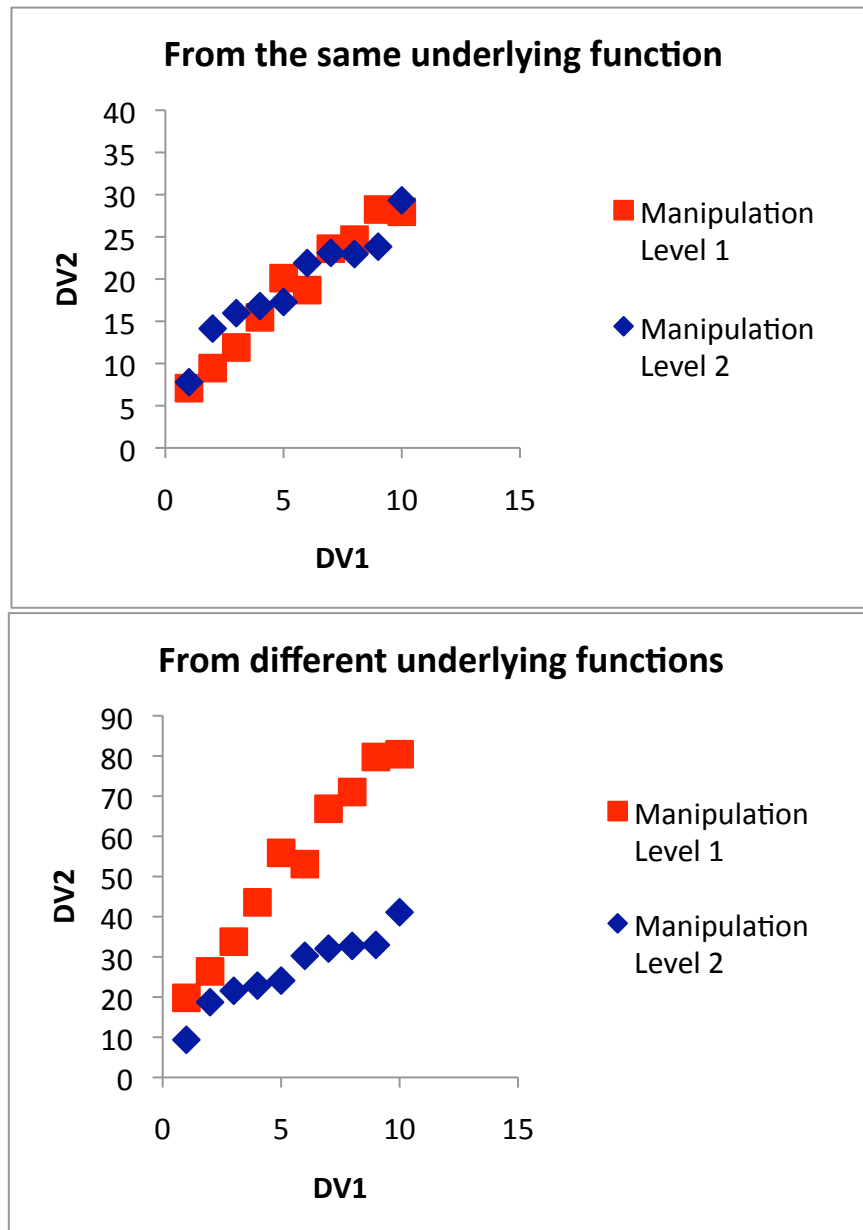 From the same underlying function
40
35
30
25
20
15
10
5
0
DV2
0 5 10 15
DV1
Manipulation
Level 1
Manipulation
Level 2
From different underlying functions
90
80
70
60
50
40
30
20
10
0
DV2
0 5 10 15
DV1
Manipulation
Level 1
Manipulation
Level 2